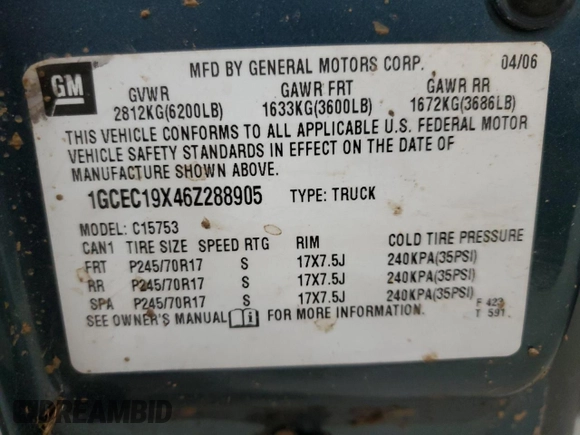 GM
MFD BY GENERAL MOTORS CORP. 04/06
GVWR GAWR FRT GAWR RR
2812KG(6200LB) 1633KG(3600LB) 1672KG(3686LB)
THIS VEHICLE CONFORMS TO ALL APPLICABLE U.S. FEDERAL MOTOR
VEHICLE SAFETY STANDARDS IN EFFECT ON THE DATE OF
MANUFACTURE SHOWN ABOVE.
1GCEC19X46Z288905 TYPE: TRUCK
MODEL: C15753
CAN1 TIRE SIZE SPEED RTG RIM COLD TIRE PRESSURE
FRT P245/70R17 S 17X7.5J 240KPA(35PSI)
RR P245/70R17 S 17X7.5J 240KPA(35PSI)
SPA P245/70R17 S 17X7.5J 240KPA(35PSI)
SEE OWNER'S MANUAL i FOR MORE INFORMATION.
F 423
T 591
DREAMBID